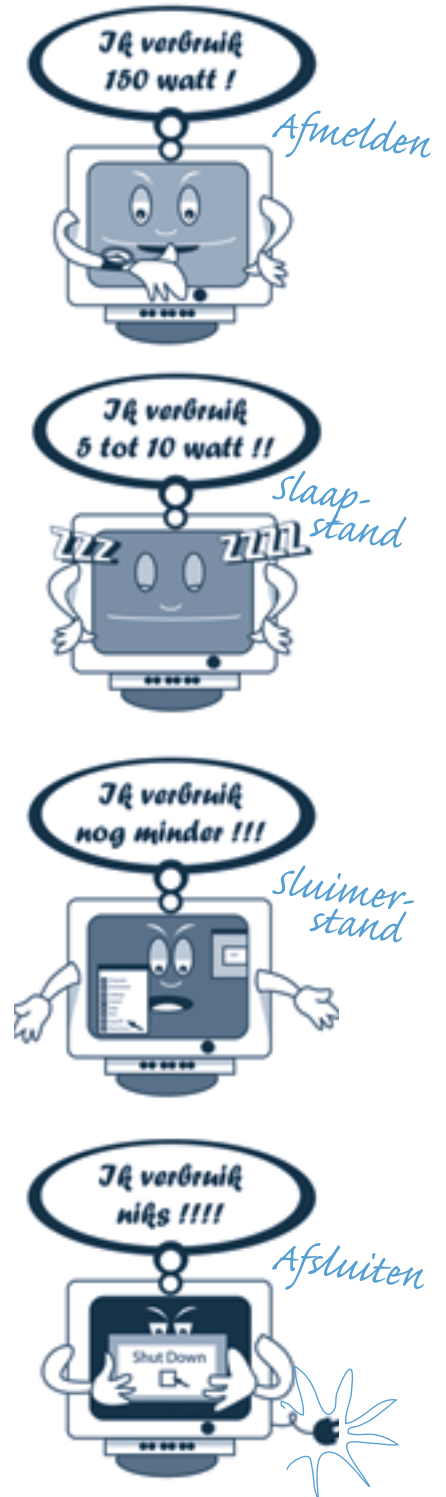 Ik verbruik
150 watt !
Afmelden
Ik verbruik
5 tot 10 watt !!
Slaap-
stand
zzz
zzzz
Ik verbruik
nog minder !!!
Sluimer-
stand
Ik verbruik
niks !!!!
Afsluiten
Shut Down